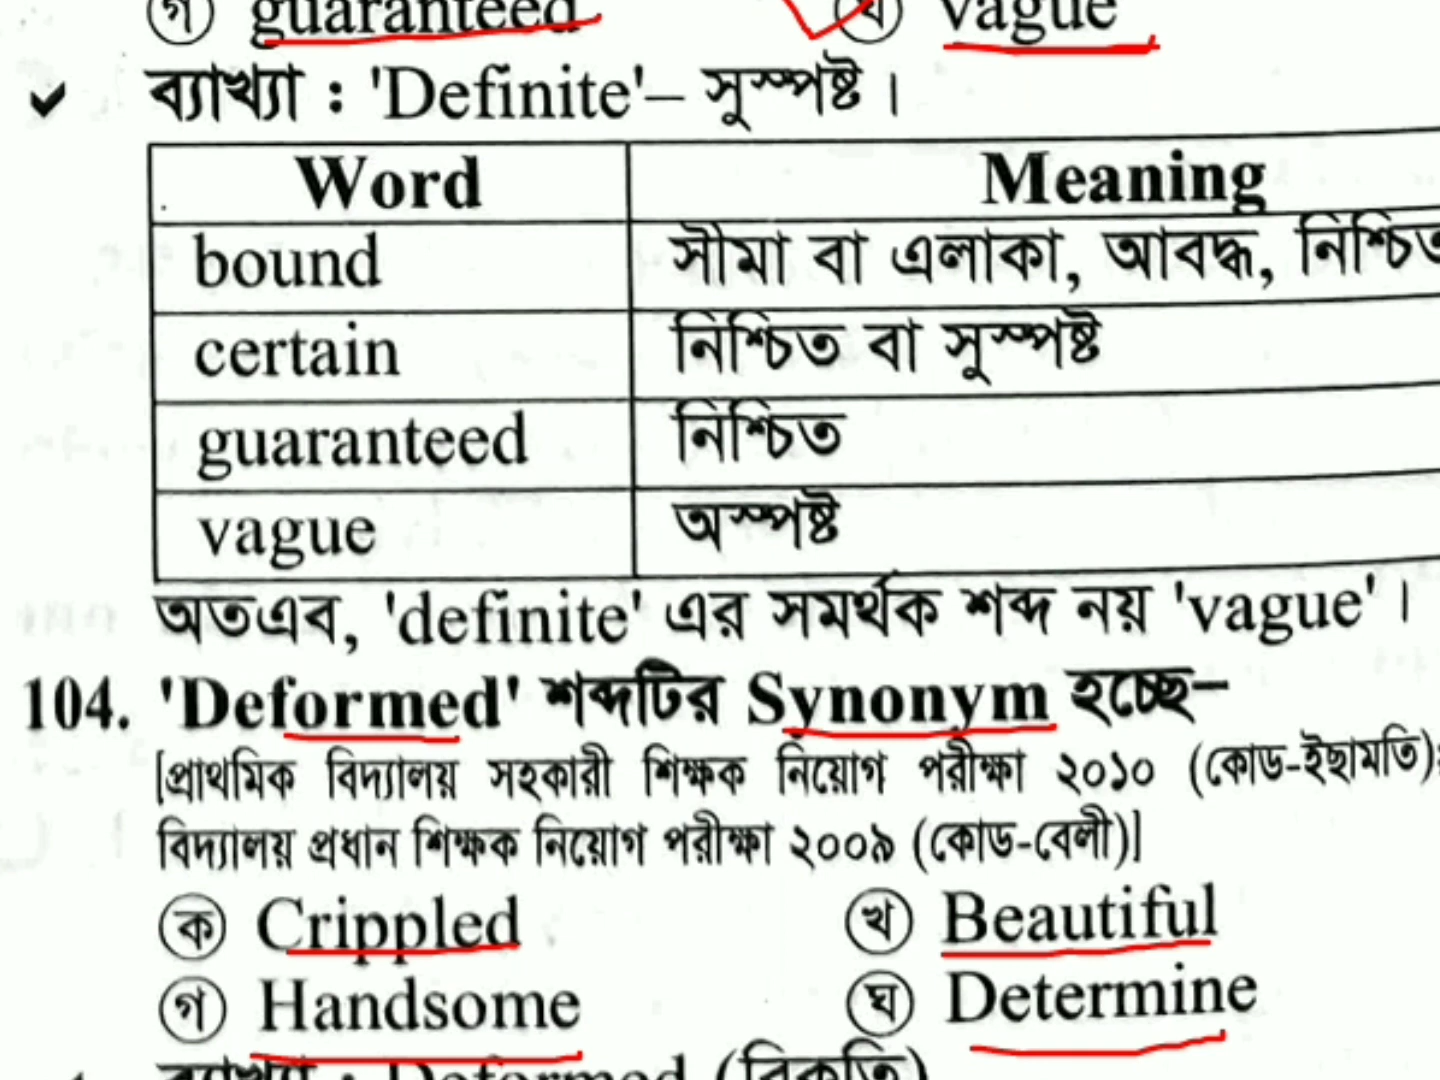 গ guaranteed ঘ vague
ব্যাখ্যা : 'Definite'– সুস্পষ্ট।
Word Meaning
bound সীমা বা এলাকা, আবদ্ধ, নিশ্চিত
certain নিশ্চিত বা সুস্পষ্ট
guaranteed নিশ্চিত
vague অস্পষ্ট
অতএব, 'definite' এর সমর্থক শব্দ নয় 'vague'।
104. 'Deformed' শব্দটির Synonym হচ্ছে–
[প্রাথমিক বিদ্যালয় সহকারী শিক্ষক নিয়োগ পরীক্ষা ২০১০ (কোড-ইছামতি);
বিদ্যালয় প্রধান শিক্ষক নিয়োগ পরীক্ষা ২০০৯ (কোড-বেলী)]
ক Crippled খ Beautiful
গ Handsome ঘ Determine
ব্যাখ্যা : Deformed (বিকৃতি)